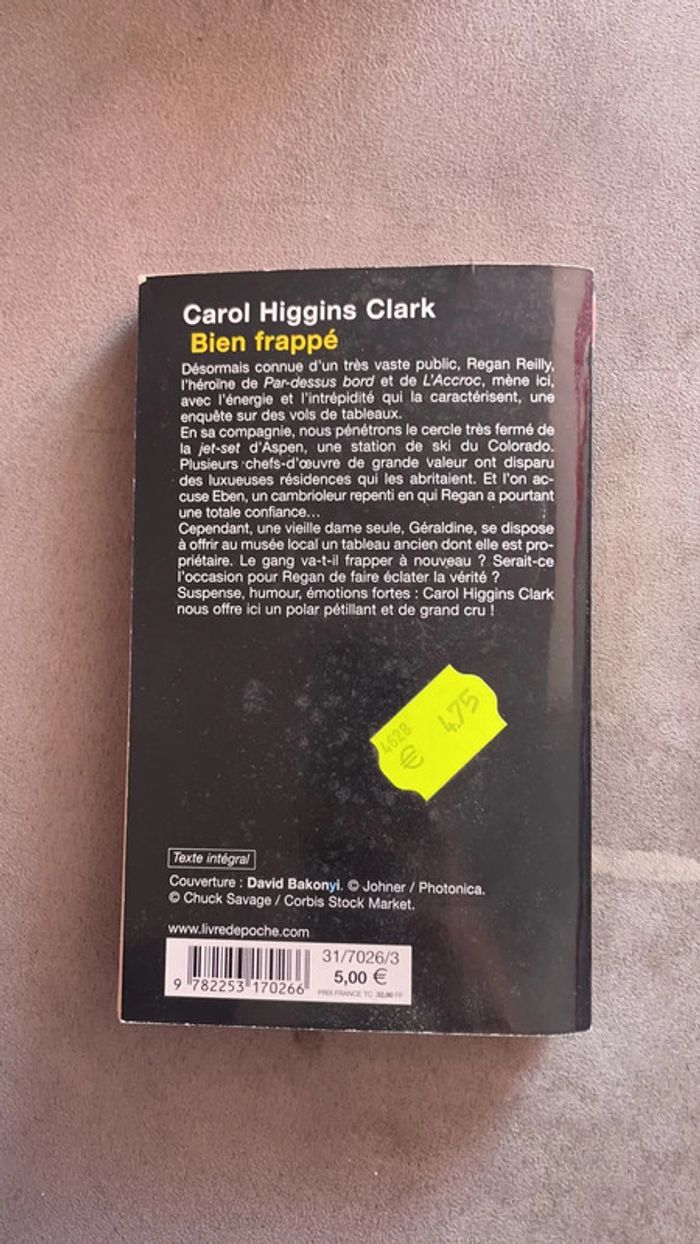 Carol Higgins Clark
Bien frappé
Désormais connue d'un très vaste public, Regan Reilly,
l'héroïne de Par-dessus bord et de L'Accroc, mène ici,
avec l'énergie et l'intrépidité qui la caractérisent, une
enquête sur des vols de tableaux.
En sa compagnie, nous pénétrons le cercle très fermé de
la jet-set d'Aspen, une station de ski du Colorado.
Plusieurs chefs-d'œuvre de grande valeur ont disparu
des luxueuses résidences qui les abritaient. Et l'on ac-
cuse Eben, un cambrioleur repenti en qui Regan a pourtant
une totale confiance…
Cependant, une vieille dame seule, Géraldine, se dispose
à offrir au musée local un tableau ancien dont elle est pro-
priétaire. Le gang va-t-il frapper à nouveau ? Serait-ce
l'occasion pour Regan de faire éclater la vérité ?
Suspense, humour, émotions fortes : Carol Higgins Clark
nous offre ici un polar pétillant et de grand cru !
462B
€ 4.75
Texte intégral
Couverture : David Bakonyi. © Johner / Photonica.
© Chuck Savage / Corbis Stock Market.
www.livredepoche.com
31/7026/3
5,00 €
PRIX FRANCE TC 32,80 FF
9 782253 170266